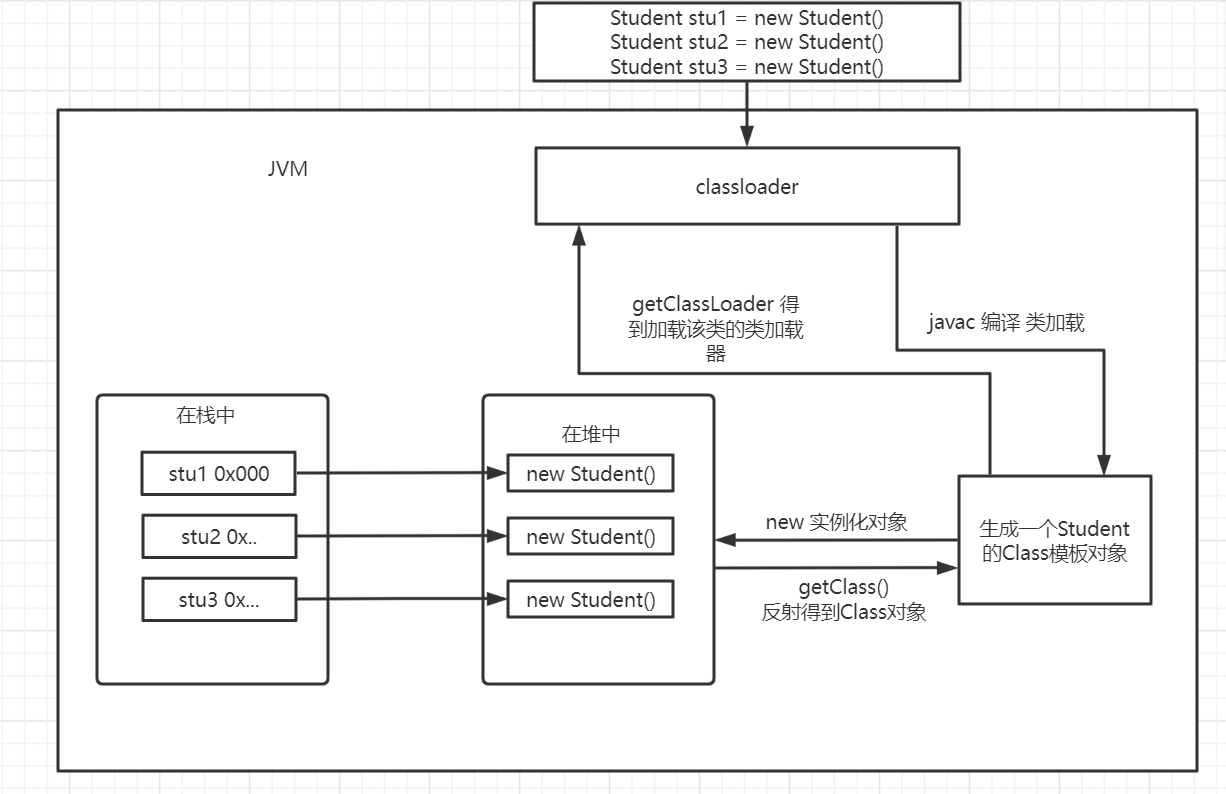 Student stu1 = new Student()
Student stu2 = new Student()
Student stu3 = new Student()
JVM
classloader
getClassLoader 得
到加载该类的类加载
器
javac 编译 类加载
在栈中
stu1 0x000
stu2 0x..
stu3 0x...
在堆中
new Student()
new Student()
new Student()
new 实例化对象
getClass()
反射得到Class对象
生成一个Student
的Class模板对象